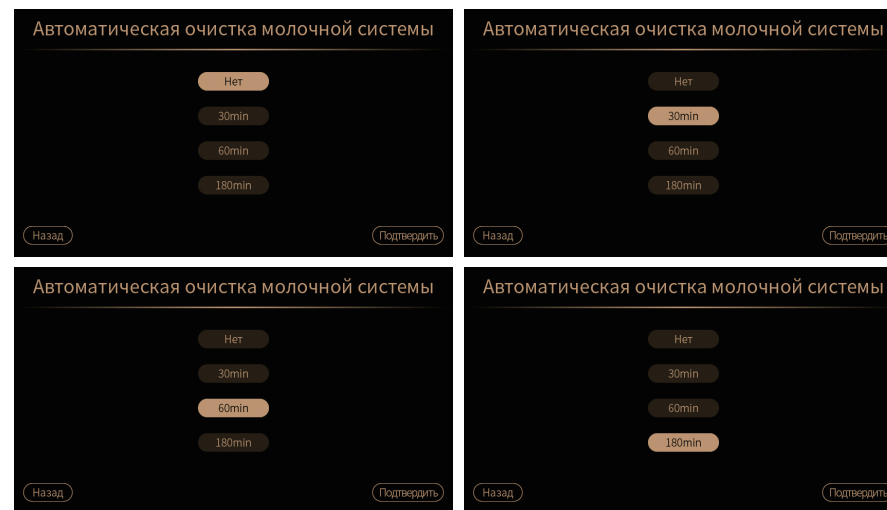 Автоматическая очистка молочной системы
Нет
30min
60min
180min
Назад
Подтвердить
Автоматическая очистка молочной системы
Нет
30min
60min
180min
Назад
Подтвердить
Автоматическая очистка молочной системы
Нет
30min
60min
180min
Назад
Подтвердить
Автоматическая очистка молочной системы
Нет
30min
60min
180min
Назад
Подтвердить